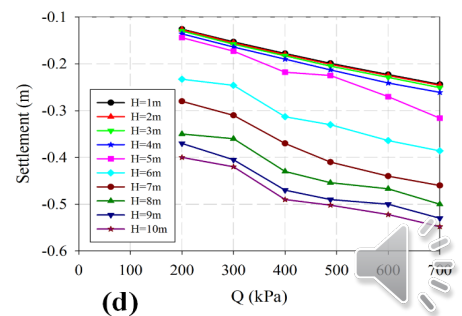 -0.1
-0.2
-0.3
-0.4
-0.5
-0.6
Settlement (m)
H=1m
H=2m
H=3m
H=4m
H=5m
H=6m
H=7m
H=8m
H=9m
H=10m
0 100 200 300 400 500 600 700
(d) Q (kPa)